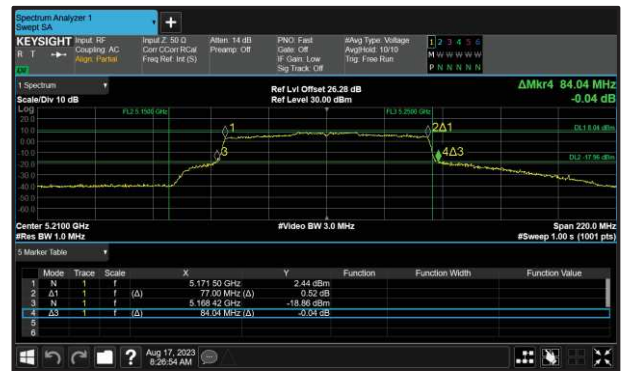 Spectrum Analyzer 1
Swept SA
+
KEYSIGHT Input: RF Input Z: 50 Ω Atten: 14 dB PNO: Fast #Avg Type: Voltage 1 2 3 4 5 6
R T Coupling: AC Corr CCorr RCal Preamp: Off Gate: Off Avg|Hold: 10/10 M W W W W W
Align: Partial Freq Ref: Int (S) IF Gain: Low Trig: Free Run
Sig Track: Off P N N N N N
1 Spectrum Ref Lvl Offset 26.28 dB ΔMkr4 84.04 MHz
Scale/Div 10 dB Ref Level 30.00 dBm -0.04 dB
Log
20.0
10.0
0.00
-10.0
-20.0
-30.0
-40.0
-50.0
-60.0
FL2 5.1500 GHz FL3 5.2500 GHz
1 2Δ1
DL1 8.04 dBm
3 4Δ3
DL2 -17.96 dBm
Center 5.2100 GHz #Video BW 3.0 MHz Span 220.0 MHz
#Res BW 1.0 MHz #Sweep 1.00 s (1001 pts)
5 Marker Table
Mode Trace Scale X Y Function Function Width Function Value
1 N 1 f 5.171 50 GHz 2.44 dBm
2 Δ1 1 f (Δ) 77.00 MHz (Δ) 0.52 dB
3 N 1 f 5.168 42 GHz -18.86 dBm
4 Δ3 1 f (Δ) 84.04 MHz (Δ) -0.04 dB
5
6
? Aug 17, 2023
8:26:54 AM